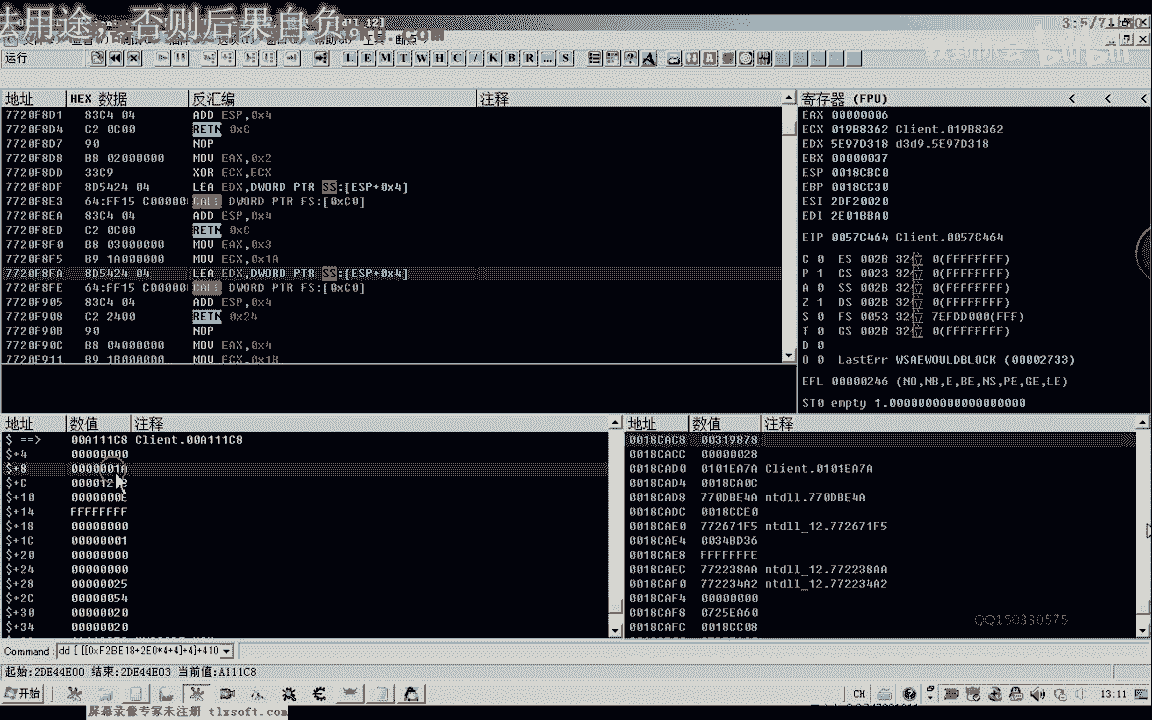 法用途，否则后果自负
3:5/7
运行
L E M T W H C / K B R ... S
地址 HEX 数据 反汇编 注释
7720F8D1 83C4 04 ADD ESP,0x4
7720F8D4 C2 0C00 RETN 0xC
7720F8D7 90 NOP
7720F8D8 B8 02000000 MOV EAX,0x2
7720F8DD 33C9 XOR ECX,ECX
7720F8DF 8D5424 04 LEA EDX,DWORD PTR SS:[ESP+0x4]
7720F8E3 64:FF15 C00000 CALL DWORD PTR FS:[0xC0]
7720F8EA 83C4 04 ADD ESP,0x4
7720F8ED C2 0C00 RETN 0xC
7720F8F0 B8 03000000 MOV EAX,0x3
7720F8F5 B9 1A000000 MOV ECX,0x1A
7720F8FA 8D5424 04 LEA EDX,DWORD PTR SS:[ESP+0x4]
7720F8FE 64:FF15 C00000 CALL DWORD PTR FS:[0xC0]
7720F905 83C4 04 ADD ESP,0x4
7720F908 C2 2400 RETN 0x24
7720F90B 90 NOP
7720F90C B8 04000000 MOV EAX,0x4
7720F911 B9 1B000000 MOV ECX,0x1B
寄存器 (FPU) < < <
EAX 00000006
ECX 019B8362 Client.019B8362
EDX 5E97D318 d3d9.5E97D318
EBX 00000037
ESP 0018CBC0
EBP 0018CC30
ESI 2DF20020
EDI 2E01BBA0
EIP 0057C464 Client.0057C464
C 0 ES 002B 32位 0(FFFFFFFF)
P 1 CS 0023 32位 0(FFFFFFFF)
A 0 SS 002B 32位 0(FFFFFFFF)
Z 1 DS 002B 32位 0(FFFFFFFF)
S 0 FS 0053 32位 7EFDD000(FFF)
T 0 GS 002B 32位 0(FFFFFFFF)
D 0
O 0 LastErr WSAEWOULDBLOCK (00002733)
EFL 00000246 (NO,NB,E,BE,NS,PE,GE,LE)
ST0 empty 1.0000000000000000000
地址 数值 注释
$ ==> 00A111C8 Client.00A111C8
$+4 00000000
$+8 0000001A
$+C
$+10 0000000E
$+14 FFFFFFFF
$+18 00000000
$+1C 00000001
$+20 00000000
$+24 00000000
$+28 00000025
$+2C 00000054
$+30 00000020
$+34 00000020
地址 数值 注释
0018CAC8 00319878
0018CACC 00000028
0018CAD0 0101EA7A Client.0101EA7A
0018CAD4 0018CA0C
0018CAD8 770DBE4A ntdll.770DBE4A
0018CADC 0018CCE0
0018CAE0 772671F5 ntdll_12.772671F5
0018CAE4 0034BD36
0018CAE8 FFFFFFFE
0018CAEC 772238AA ntdll_12.772238AA
0018CAF0 772234A2 ntdll_12.772234A2
0018CAF4 00000000
0018CAF8 0725EA60
0018CAFC 0018CC08
QQ150330575
Command: dd [[[0xF2BE18+2E0*4+4]+4]+410
起始:2DE44E00 结束:2DE44E03 当前值:A111C8
开始
CH
13:11
屏幕录像专家未注册 tlxsoft.com